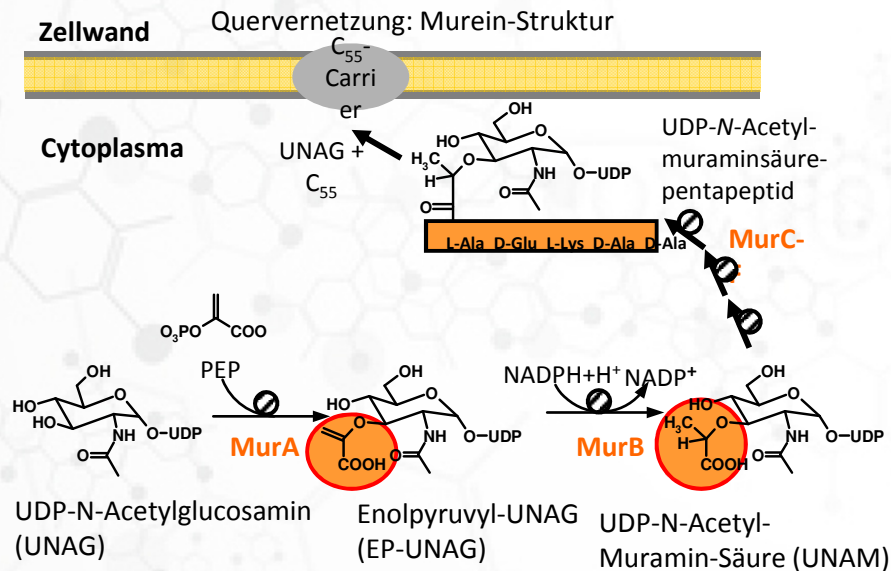 Quervernetzung: Murein-Struktur
Zellwand
C₅₅-
Carri
er
Cytoplasma
UNAG +
C₅₅
OH
HO
O
H₃C
O
H
NH
O
O
O–UDP
UDP-N-Acetyl-
muraminsäure-
pentapeptid
L-Ala D-Glu L-Lys D-Ala D-Ala
MurC-
O₃PO
COO
PEP
NADPH+H⁺ NADP⁺
OH
HO
HO
O
NH
O
O–UDP
MurA
OH
HO
O
O
NH
COOH
O
O–UDP
MurB
OH
HO
O
H₃C
O
H
NH
COOH
O
O–UDP
UDP-N-Acetylglucosamin
(UNAG)
Enolpyruvyl-UNAG
(EP-UNAG)
UDP-N-Acetyl-
Muramin-Säure (UNAM)